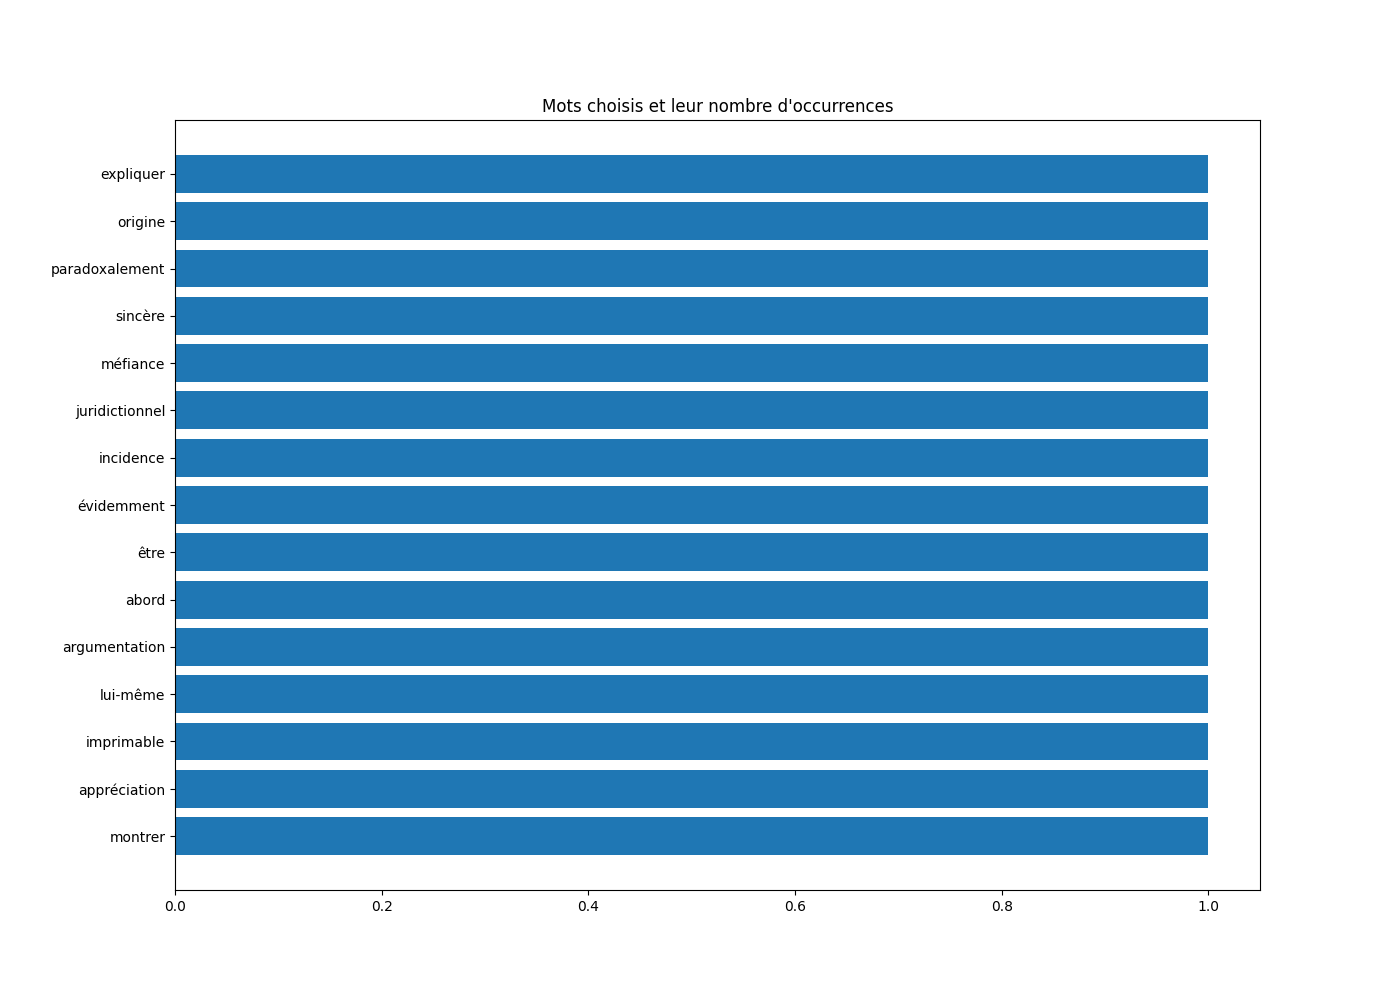 Mots choisis et leur nombre d'occurrences
expliquer
origine
paradoxalement
sincère
méfiance
juridictionnel
incidence
évidemment
être
abord
argumentation
lui-même
imprimable
appréciation
montrer
0.0 0.2 0.4 0.6 0.8 1.0